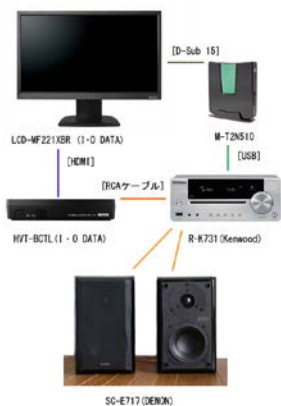 [D-Sub 15]
LCD-MF221XBR (I・O DATA)
M-T2N510
[HDMI]
[USB]
[RCAケーブル]
HVT-BCTL(I・O DATA)
R-K731(Kenwood)
SC-E717(DENON)